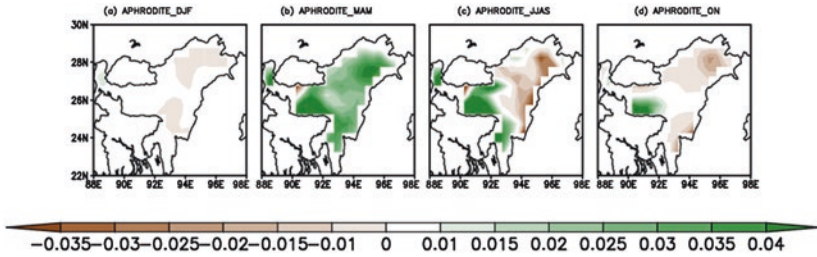 (a) APHRODITE_DJF (b) APHRODITE_MAM (c) APHRODITE_JJAS (d) APHRODITE_ON
30N
28N
26N
24N
22N
88E 90E 92E 94E 96E 98E 88E 90E 92E 94E 96E 98E 88E 90E 92E 94E 96E 98E 88E 90E 92E 94E 96E 98E
−0.035 −0.03 −0.025 −0.02 −0.015 −0.01 0 0.01 0.015 0.02 0.025 0.03 0.035 0.04